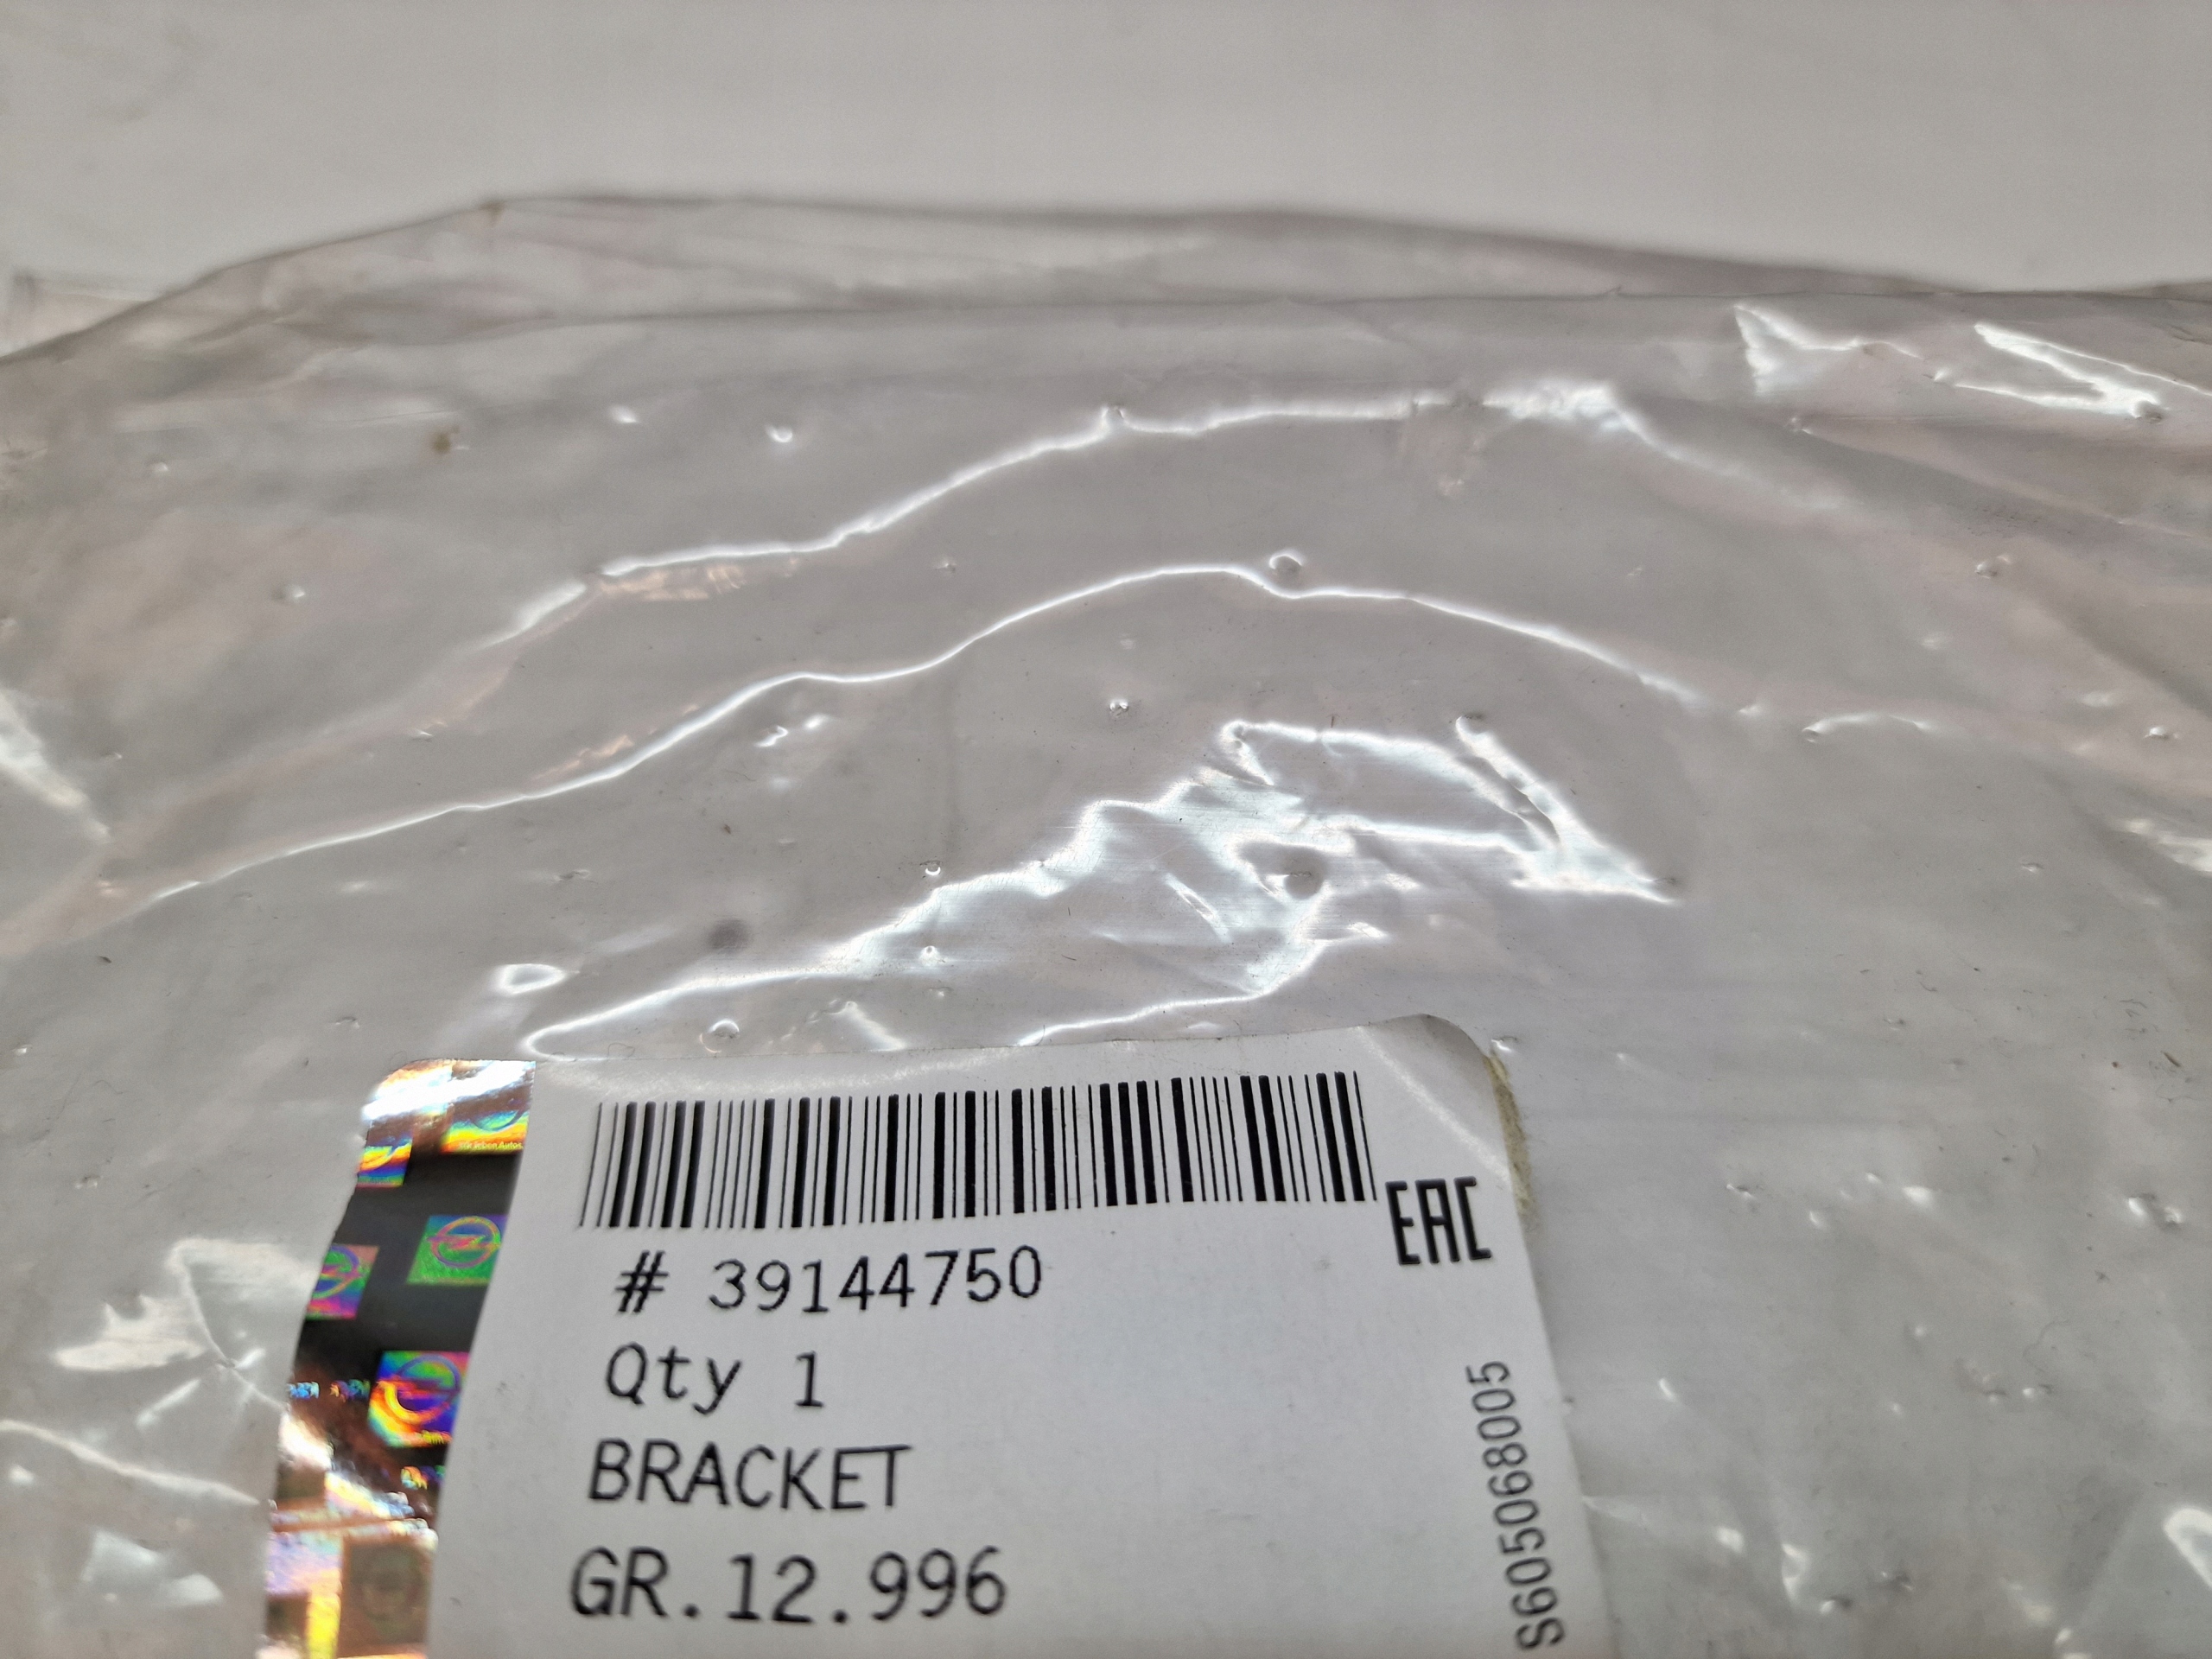 # 39144750
EAC
Qty 1
BRACKET
GR.12.996
S605068005